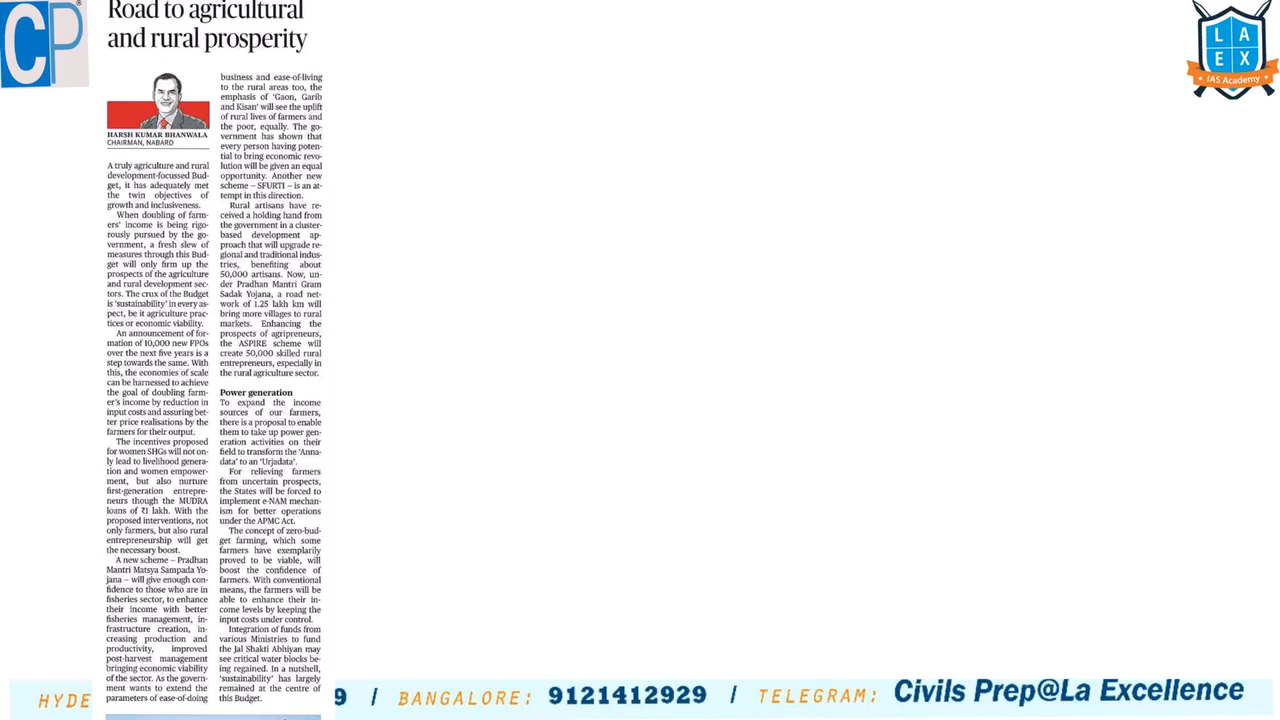 CP®
Road to agricultural
and rural prosperity
L A
E X
IAS Academy
HARSH KUMAR BHANWALA
CHAIRMAN, NABARD
A truly agriculture and rural
development-focussed Bud-
get, it has adequately met
the twin objectives of
growth and inclusiveness.
When doubling of farm-
ers' income is being rigo-
rously pursued by the go-
vernment, a fresh slew of
measures through this Bud-
get will only firm up the
prospects of the agriculture
and rural development sec-
tors. The crux of the Budget
is 'sustainability' in every as-
pect, be it agriculture prac-
tices or economic viability.
An announcement of for-
mation of 10,000 new FPOs
over the next five years is a
step towards the same. With
this, the economies of scale
can be harnessed to achieve
the goal of doubling farm-
er's income by reduction in
input costs and assuring bet-
ter price realisations by the
farmers for their output.
The incentives proposed
for women SHGs will not on-
ly lead to livelihood genera-
tion and women empower-
ment, but also nurture
first-generation entrepre-
neurs though the MUDRA
loans of ₹1 lakh. With the
proposed interventions, not
only farmers, but also rural
entrepreneurship will get
the necessary boost.
A new scheme – Pradhan
Mantri Matsya Sampada Yo-
jana – will give enough con-
fidence to those who are in
fisheries sector, to enhance
their income with better
fisheries management, in-
frastructure creation, in-
creasing production and
productivity, improved
post-harvest management
bringing economic viability
of the sector. As the govern-
ment wants to extend the
parameters of ease-of-doing
business and ease-of-living
to the rural areas too, the
emphasis of 'Gaon, Garib
and Kisan' will see the uplift
of rural lives of farmers and
the poor, equally. The go-
vernment has shown that
every person having poten-
tial to bring economic revo-
lution will be given an equal
opportunity. Another new
scheme – SFURTI – is an at-
tempt in this direction.
Rural artisans have re-
ceived a holding hand from
the government in a cluster-
based development ap-
proach that will upgrade re-
gional and traditional indus-
tries, benefiting about
50,000 artisans. Now, un-
der Pradhan Mantri Gram
Sadak Yojana, a road net-
work of 1.25 lakh km will
bring more villages to rural
markets. Enhancing the
prospects of agripreneurs,
the ASPIRE scheme will
create 50,000 skilled rural
entrepreneurs, especially in
the rural agriculture sector.
Power generation
To expand the income
sources of our farmers,
there is a proposal to enable
them to take up power gen-
eration activities on their
field to transform the 'Anna-
data' to an 'Urjadata'.
For relieving farmers
from uncertain prospects,
the States will be forced to
implement e-NAM mechan-
ism for better operations
under the APMC Act.
The concept of zero-bud-
get farming, which some
farmers have exemplarily
proved to be viable, will
boost the confidence of
farmers. With conventional
means, the farmers will be
able to enhance their in-
come levels by keeping the
input costs under control.
Integration of funds from
various Ministries to fund
the Jal Shakti Abhiyan may
see critical water blocks be-
ing regained. In a nutshell,
'sustainability' has largely
remained at the centre of
this Budget.
HYDE 9 / BANGALORE: 9121412929 / TELEGRAM: Civils Prep@La Excellence